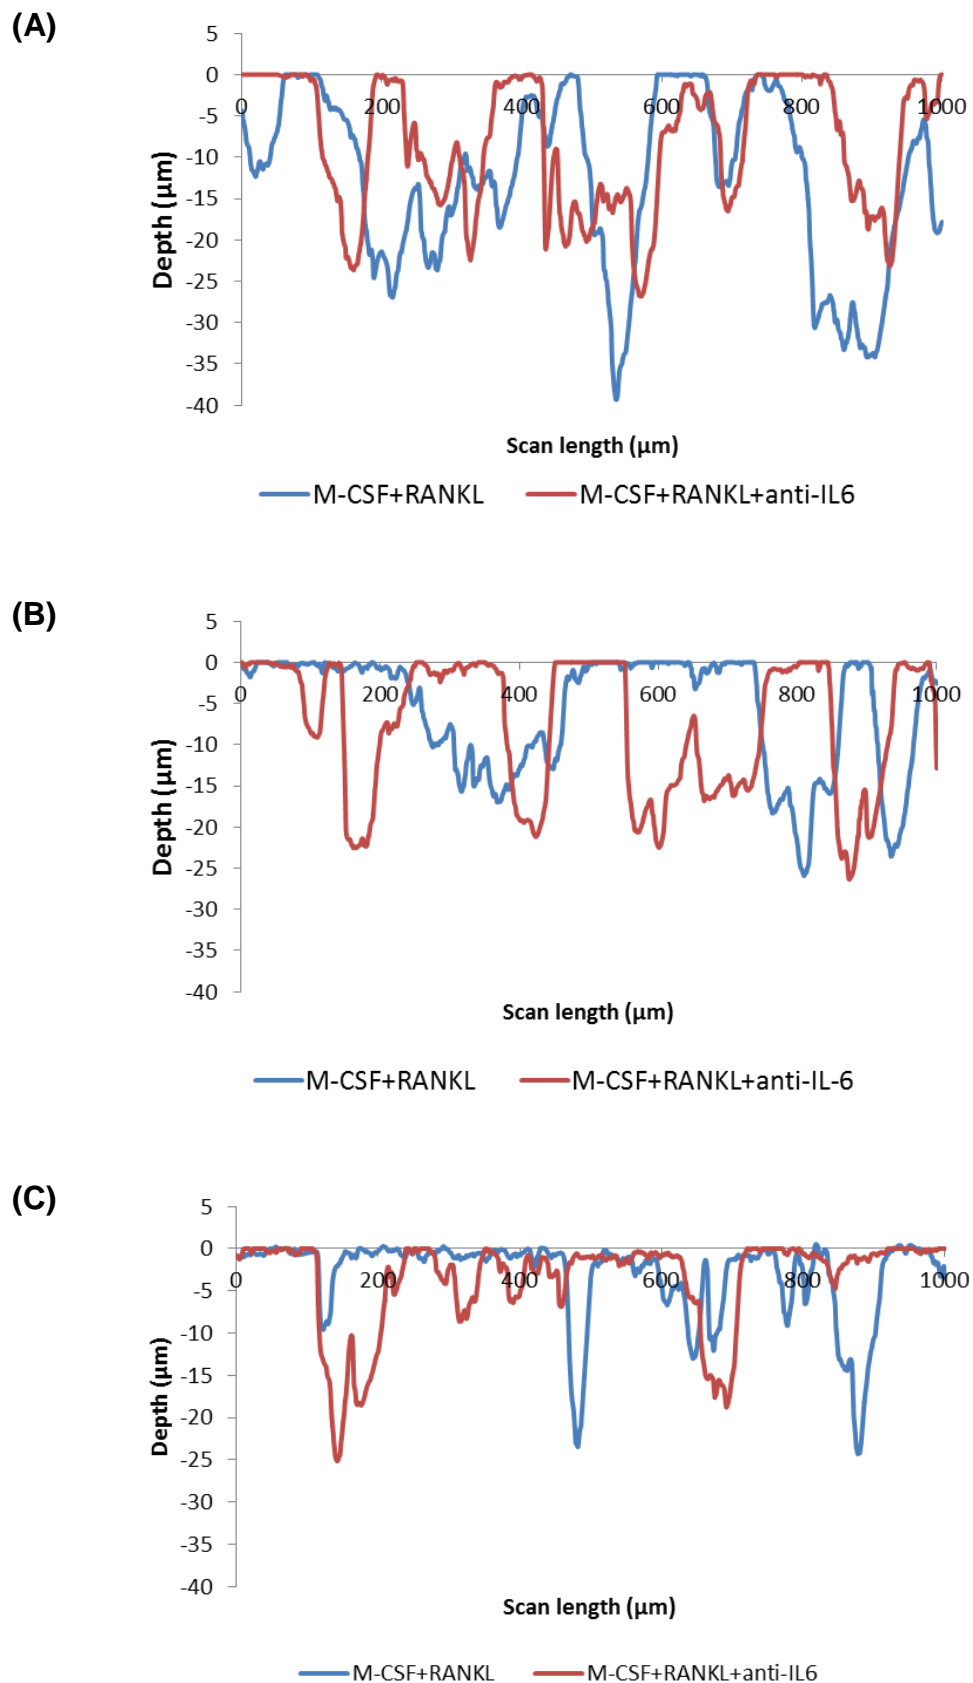 (A)
5
0
-5
-10
-15
-20
-25
-30
-35
-40
0 200 400 600 800 1000
Depth (µm)
Scan length (µm)
M-CSF+RANKL M-CSF+RANKL+anti-IL6
(B)
5
0
-5
-10
-15
-20
-25
-30
-35
-40
0 200 400 600 800 1000
Depth (µm)
Scan length (µm)
M-CSF+RANKL M-CSF+RANKL+anti-IL-6
(C)
5
0
-5
-10
-15
-20
-25
-30
-35
-40
0 200 400 600 800 1000
Depth (µm)
Scan length (µm)
M-CSF+RANKL M-CSF+RANKL+anti-IL6